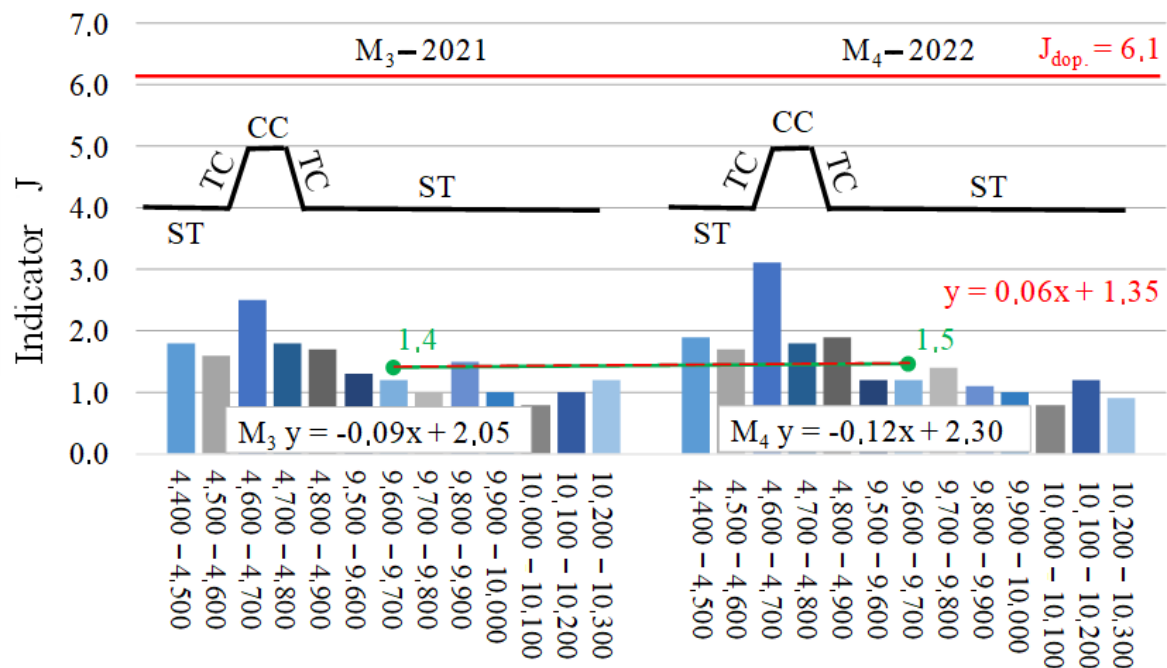 7.0
6.0
5.0
4.0
3.0
2.0
1.0
0.0
Indicator J
M₃–2021
M₄–2022
J dop. = 6.1
CC
TC
TC
ST
ST
CC
TC
TC
ST
ST
y = 0.06x + 1.35
1.4
1.5
M₃ y = -0.09x + 2.05
M₄ y = -0.12x + 2.30
4,400 – 4,500
4,500 – 4,600
4,600 – 4,700
4,700 – 4,800
4,800 – 4,900
9,500 – 9,600
9,600 – 9,700
9,700 – 9,800
9,800 – 9,900
9,900 – 10,000
10,000 – 10,100
10,100 – 10,200
10,200 – 10,300
4,400 – 4,500
4,500 – 4,600
4,600 – 4,700
4,700 – 4,800
4,800 – 4,900
9,500 – 9,600
9,600 – 9,700
9,700 – 9,800
9,800 – 9,900
9,900 – 10,000
10,000 – 10,100
10,100 – 10,200
10,200 – 10,300